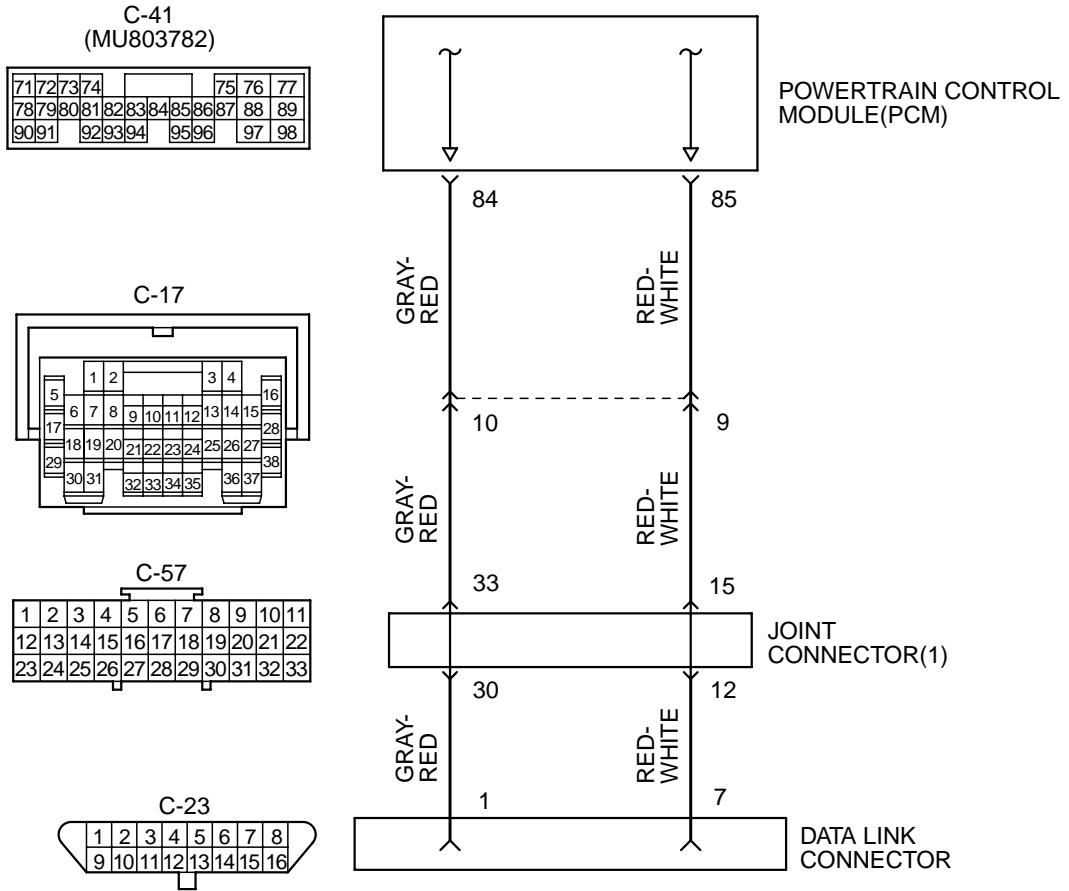 C-41
(MU803782)
71 72 73 74 75 76 77
78 79 80 81 82 83 84 85 86 87 88 89
90 91 92 93 94 95 96 97 98
POWERTRAIN CONTROL
MODULE(PCM)
84
85
GRAY-
RED
RED-
WHITE
C-17
1 2 3 4
5 16
6 7 8 9 10 11 12 13 14 15
17 28
18 19 20 21 22 23 24 25 26 27
29 38
30 31 32 33 34 35 36 37
10
9
GRAY-
RED
RED-
WHITE
33
15
C-57
1 2 3 4 5 6 7 8 9 10 11
12 13 14 15 16 17 18 19 20 21 22
23 24 25 26 27 28 29 30 31 32 33
JOINT
CONNECTOR(1)
30
12
GRAY-
RED
RED-
WHITE
1
7
C-23
1 2 3 4 5 6 7 8
9 10 11 12 13 14 15 16
DATA LINK
CONNECTOR